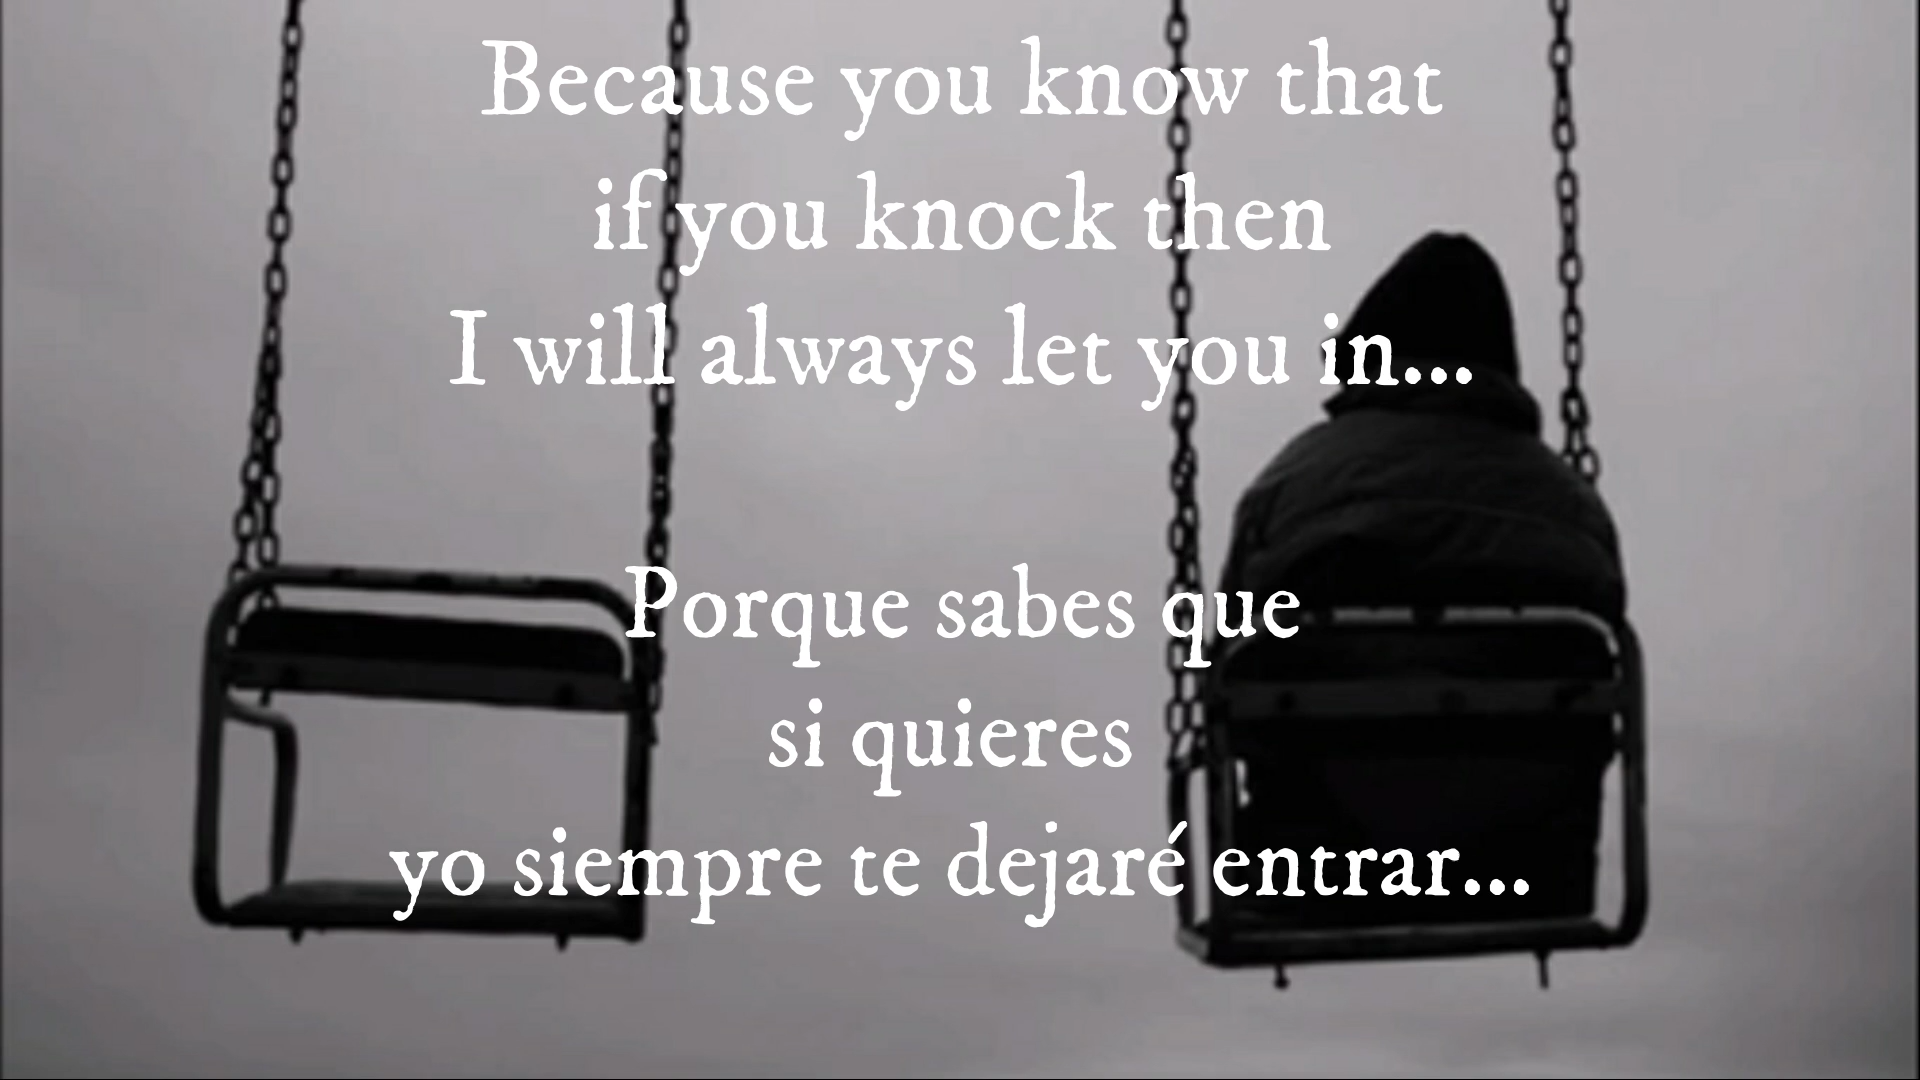 Because you know that
if you knock then
I will always let you in...
Porque sabes que
si quieres
yo siempre te dejaré entrar...